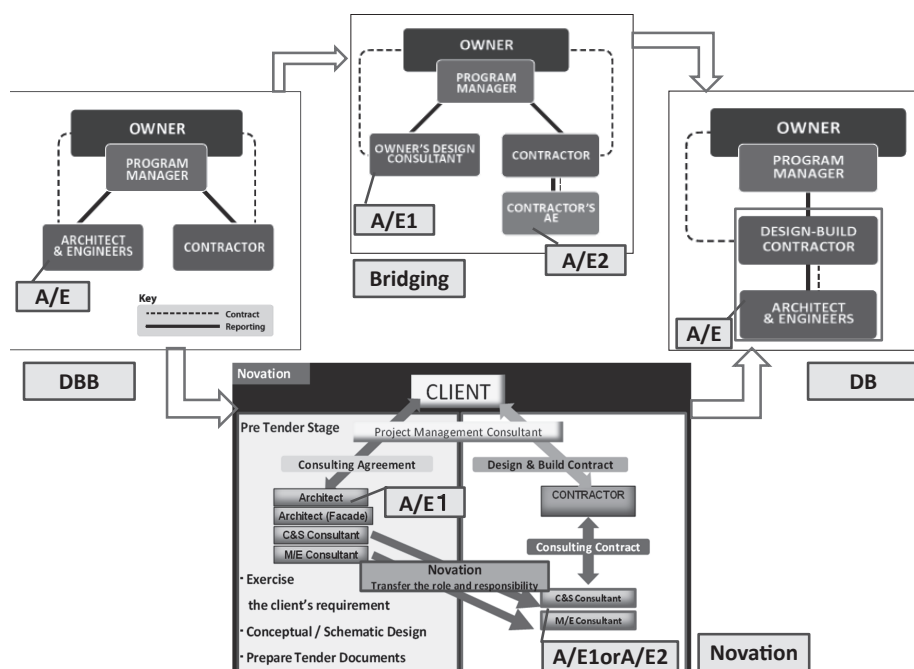 OWNER
PROGRAM
MANAGER
ARCHITECT
& ENGINEERS
CONTRACTOR
A/E
Key
Contract
Reporting
DBB
OWNER
PROGRAM
MANAGER
OWNER'S DESIGN
CONSULTANT
CONTRACTOR
CONTRACTOR'S
AE
A/E1
A/E2
Bridging
OWNER
PROGRAM
MANAGER
DESIGN-BUILD
CONTRACTOR
ARCHITECT
& ENGINEERS
A/E
DB
Novation
CLIENT
Pre Tender Stage
Project Management Consultant
Consulting Agreement
Design & Build Contract
Architect
Architect (Facade)
C&S Consultant
M/E Consultant
A/E1
CONTRACTOR
Consulting Contract
Novation
Transfer the role and responsibility
C&S Consultant
M/E Consultant
· Exercise
the client's requirement
· Conceptual / Schematic Design
· Prepare Tender Documents
A/E1orA/E2
Novation